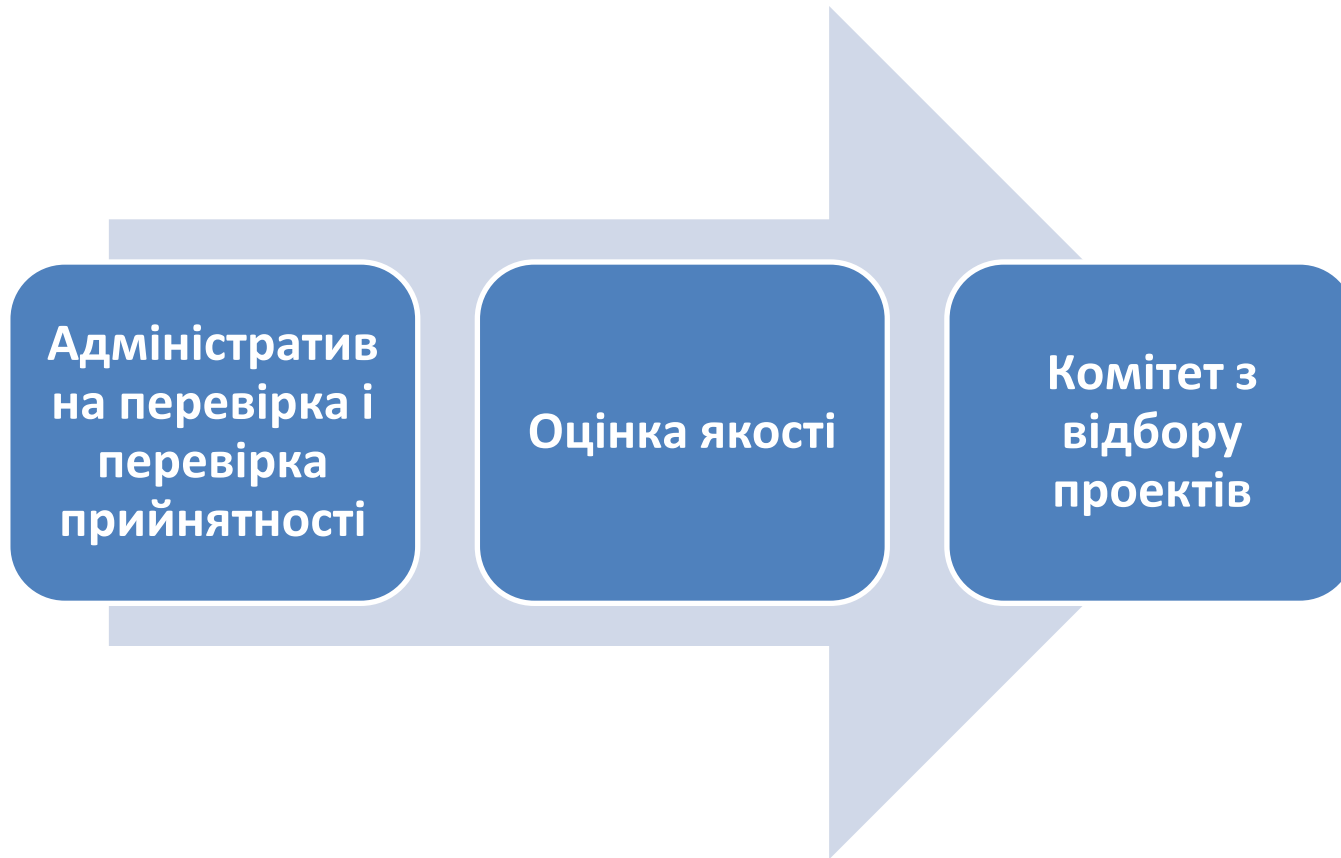 Адміністратив
на перевірка і
перевірка
прийнятності
Оцінка якості
Комітет з
відбору
проектів